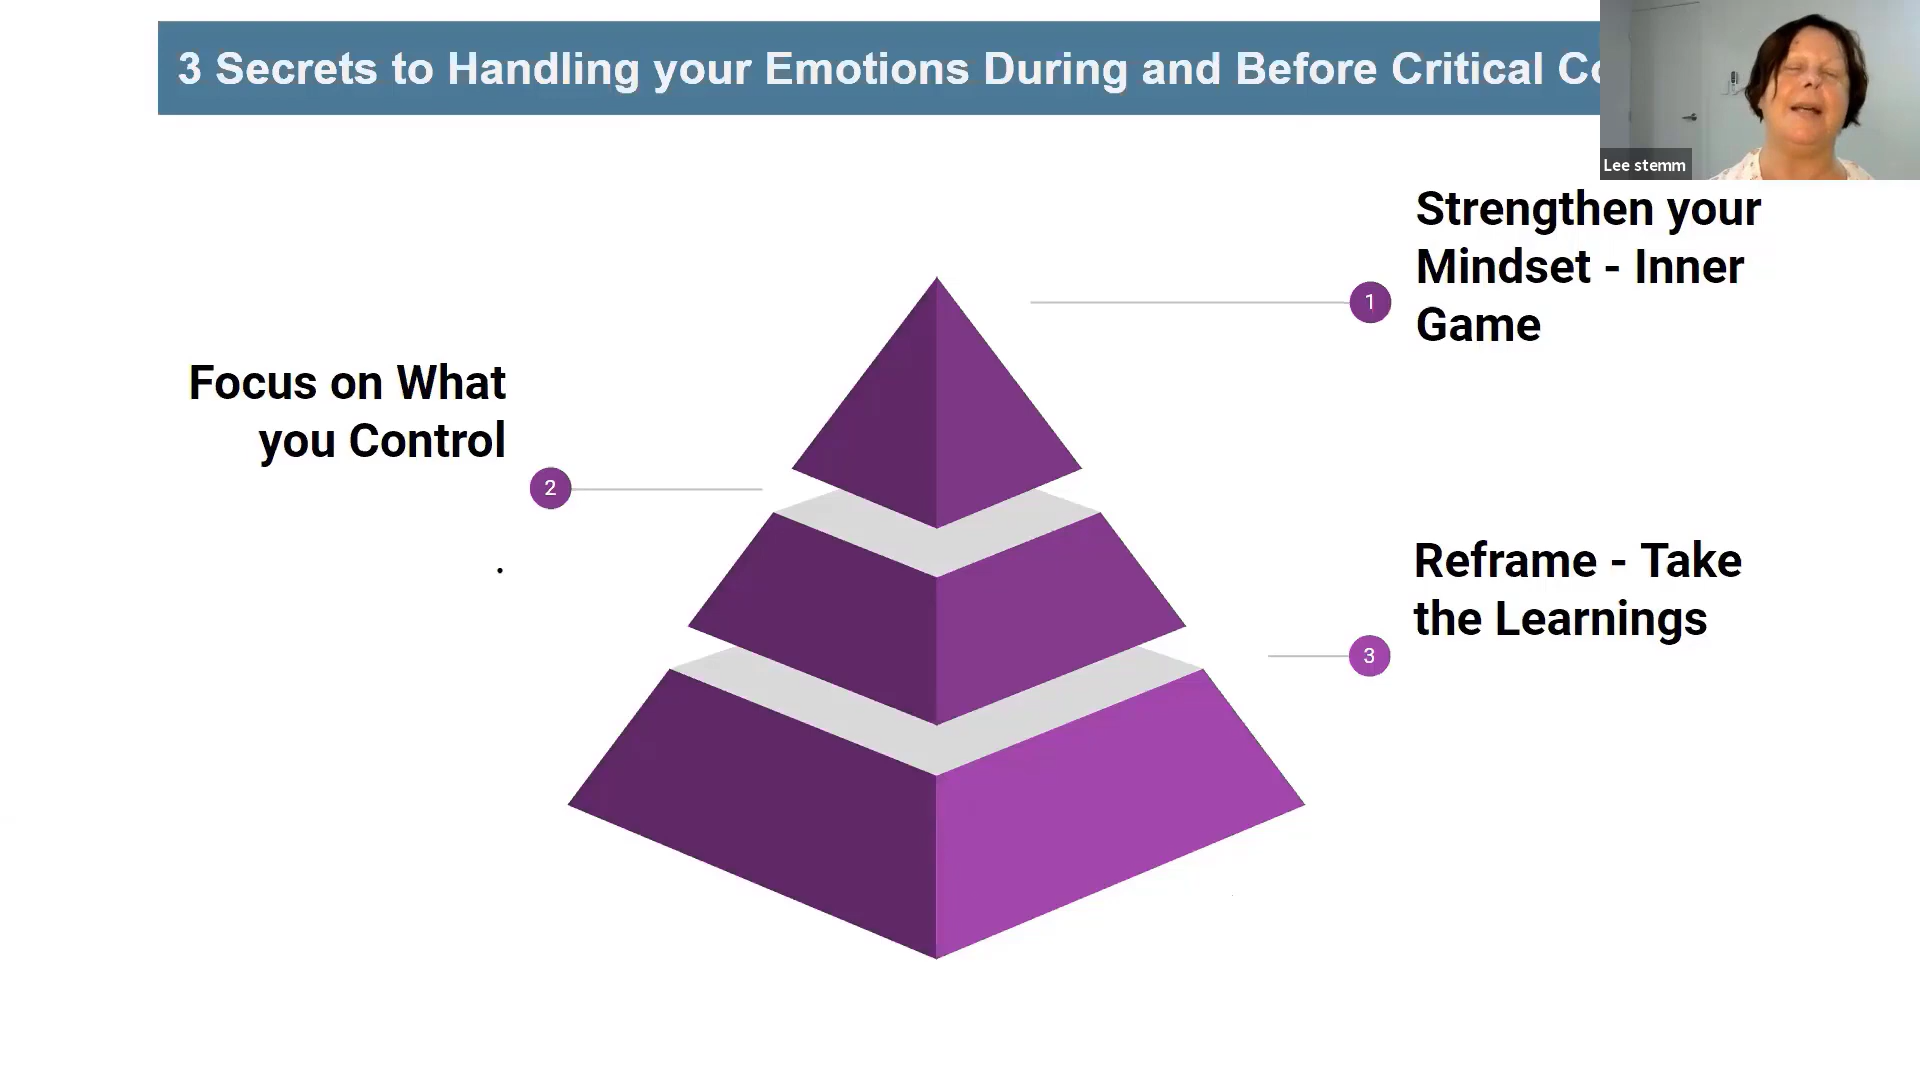 3 Secrets to Handling your Emotions During and Before Critical
Lee stemm
Strengthen your
Mindset - Inner
Game
1
Focus on What
you Control
2
.
Reframe - Take
the Learnings
3